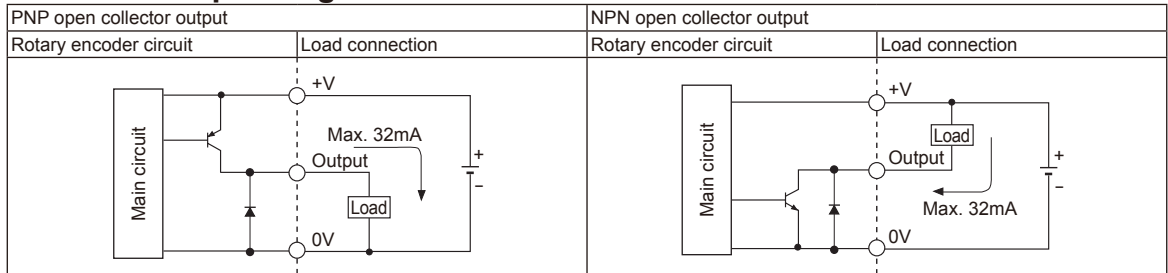 PNP open collector output
NPN open collector output
Rotary encoder circuit
Load connection
Rotary encoder circuit
Load connection
Main circuit
+V
Max. 32mA
Output
Load
+
−
0V
Main circuit
+V
Load
Output
Max. 32mA
+
−
0V